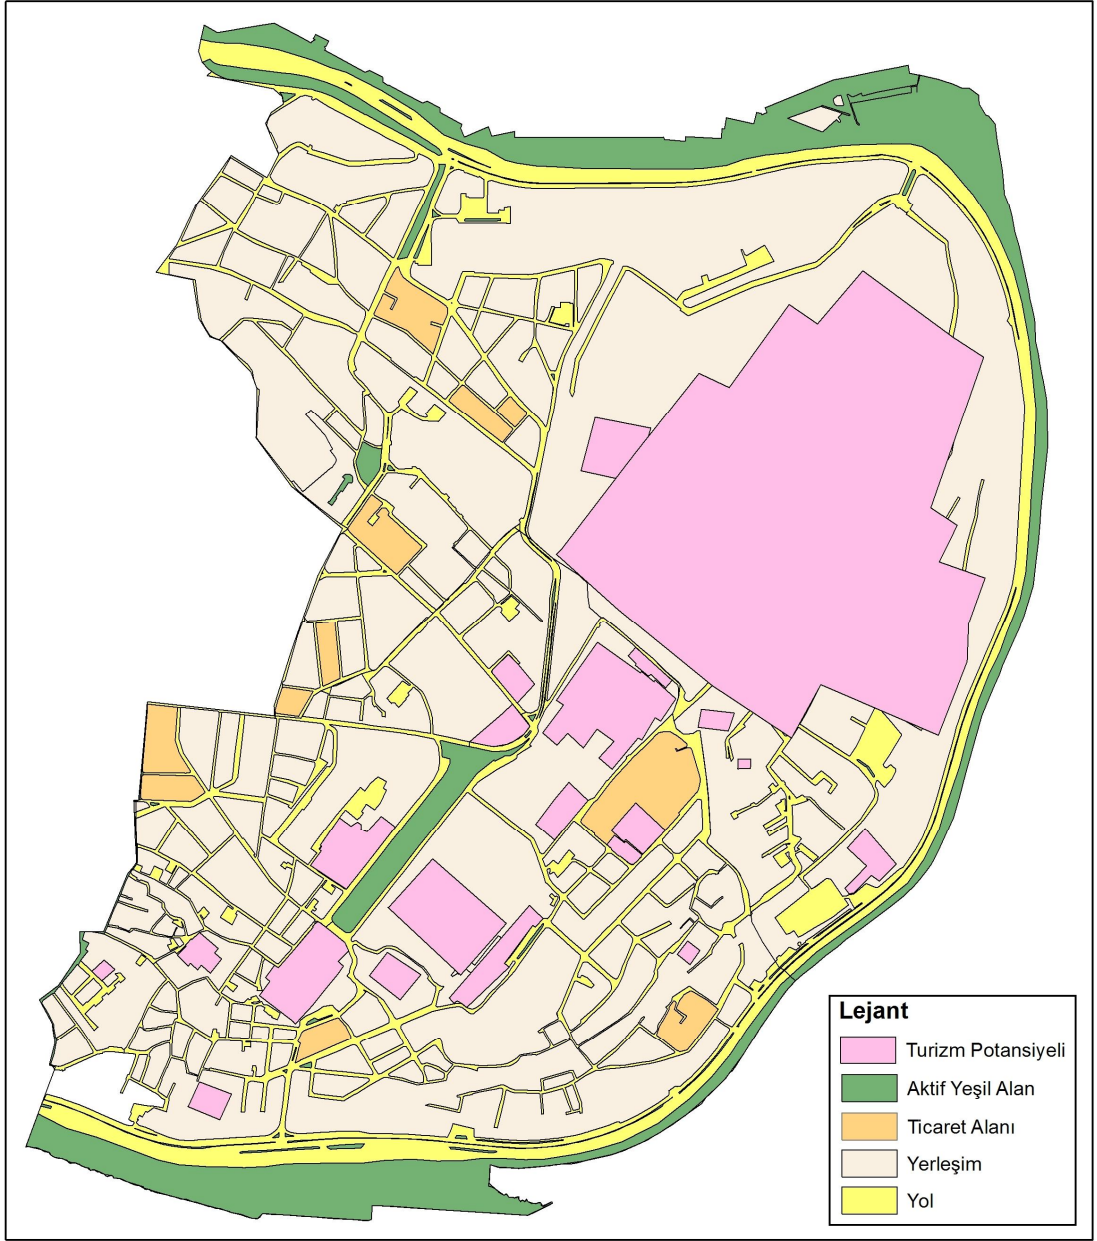 Lejant
Turizm Potansiyeli
Aktif Yeşil Alan
Ticaret Alanı
Yerleşim
Yol